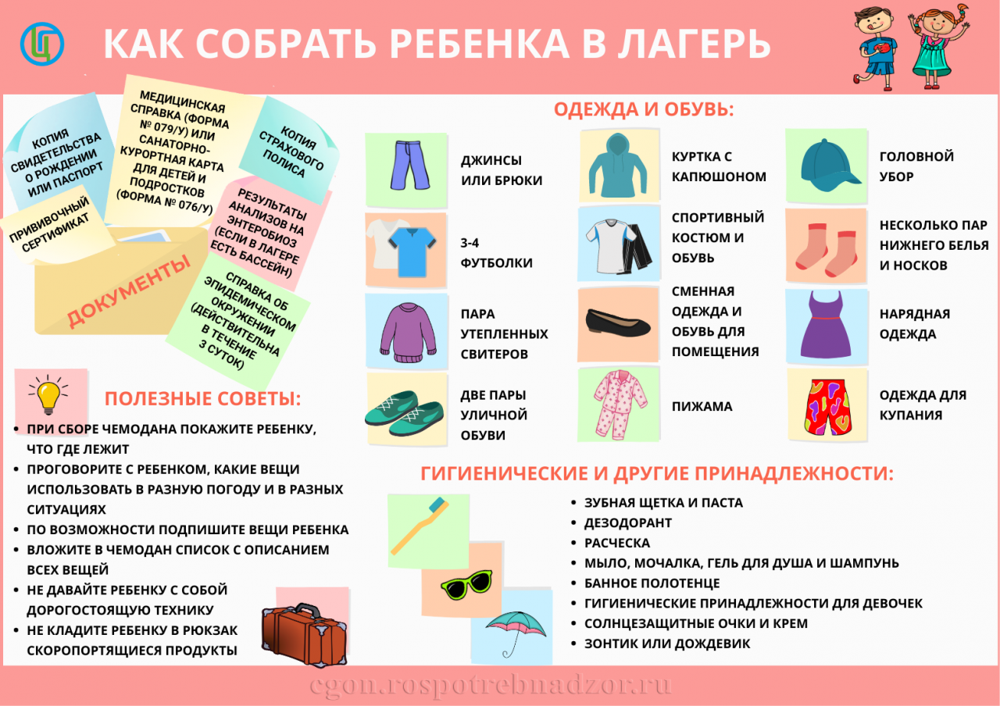 КАК СОБРАТЬ РЕБЕНКА В ЛАГЕРЬ
КОПИЯ
СВИДЕТЕЛЬСТВА
О РОЖДЕНИИ
ИЛИ ПАСПОРТ
МЕДИЦИНСКАЯ
СПРАВКА (ФОРМА
№ 079/У) ИЛИ
САНАТОРНО-
КУРОРТНАЯ КАРТА
ДЛЯ ДЕТЕЙ И
ПОДРОСТКОВ
(ФОРМА № 076/У)
КОПИЯ
СТРАХОВОГО
ПОЛИСА
ПРИВИВОЧНЫЙ
СЕРТИФИКАТ
РЕЗУЛЬТАТЫ
АНАЛИЗОВ НА
ЭНТЕРОБИОЗ
(ЕСЛИ В ЛАГЕРЕ
ЕСТЬ БАССЕЙН)
ДОКУМЕНТЫ
СПРАВКА ОБ
ЭПИДЕМИЧЕСКОМ
ОКРУЖЕНИИ
(ДЕЙСТВИТЕЛЬНА
В ТЕЧЕНИЕ
3 СУТОК)
ОДЕЖДА И ОБУВЬ:
ДЖИНСЫ
ИЛИ БРЮКИ
3-4
ФУТБОЛКИ
ПАРА
УТЕПЛЕННЫХ
СВИТЕРОВ
ДВЕ ПАРЫ
УЛИЧНОЙ
ОБУВИ
КУРТКА С
КАПЮШОНОМ
СПОРТИВНЫЙ
КОСТЮМ И
ОБУВЬ
СМЕННАЯ
ОДЕЖДА И
ОБУВЬ ДЛЯ
ПОМЕЩЕНИЯ
ПИЖАМА
ГОЛОВНОЙ
УБОР
НЕСКОЛЬКО ПАР
НИЖНЕГО БЕЛЬЯ
И НОСКОВ
НАРЯДНАЯ
ОДЕЖДА
ОДЕЖДА ДЛЯ
КУПАНИЯ
ПОЛЕЗНЫЕ СОВЕТЫ:
• ПРИ СБОРЕ ЧЕМОДАНА ПОКАЖИТЕ РЕБЕНКУ,
ЧТО ГДЕ ЛЕЖИТ
• ПРОГОВОРИТЕ С РЕБЕНКОМ, КАКИЕ ВЕЩИ
ИСПОЛЬЗОВАТЬ В РАЗНУЮ ПОГОДУ И В РАЗНЫХ
СИТУАЦИЯХ
• ПО ВОЗМОЖНОСТИ ПОДПИШИТЕ ВЕЩИ РЕБЕНКА
• ВЛОЖИТЕ В ЧЕМОДАН СПИСОК С ОПИСАНИЕМ
ВСЕХ ВЕЩЕЙ
• НЕ ДАВАЙТЕ РЕБЕНКУ С СОБОЙ
ДОРОГОСТОЯЩУЮ ТЕХНИКУ
• НЕ КЛАДИТЕ РЕБЕНКУ В РЮКЗАК
СКОРОПОРТЯЩИЕСЯ ПРОДУКТЫ
ГИГИЕНИЧЕСКИЕ И ДРУГИЕ ПРИНАДЛЕЖНОСТИ:
• ЗУБНАЯ ЩЕТКА И ПАСТА
• ДЕЗОДОРАНТ
• РАСЧЕСКА
• МЫЛО, МОЧАЛКА, ГЕЛЬ ДЛЯ ДУША И ШАМПУНЬ
• БАННОЕ ПОЛОТЕНЦЕ
• ГИГИЕНИЧЕСКИЕ ПРИНАДЛЕЖНОСТИ ДЛЯ ДЕВОЧЕК
• СОЛНЦЕЗАЩИТНЫЕ ОЧКИ И КРЕМ
• ЗОНТИК ИЛИ ДОЖДЕВИК
cgon.rospotrebnadzor.ru